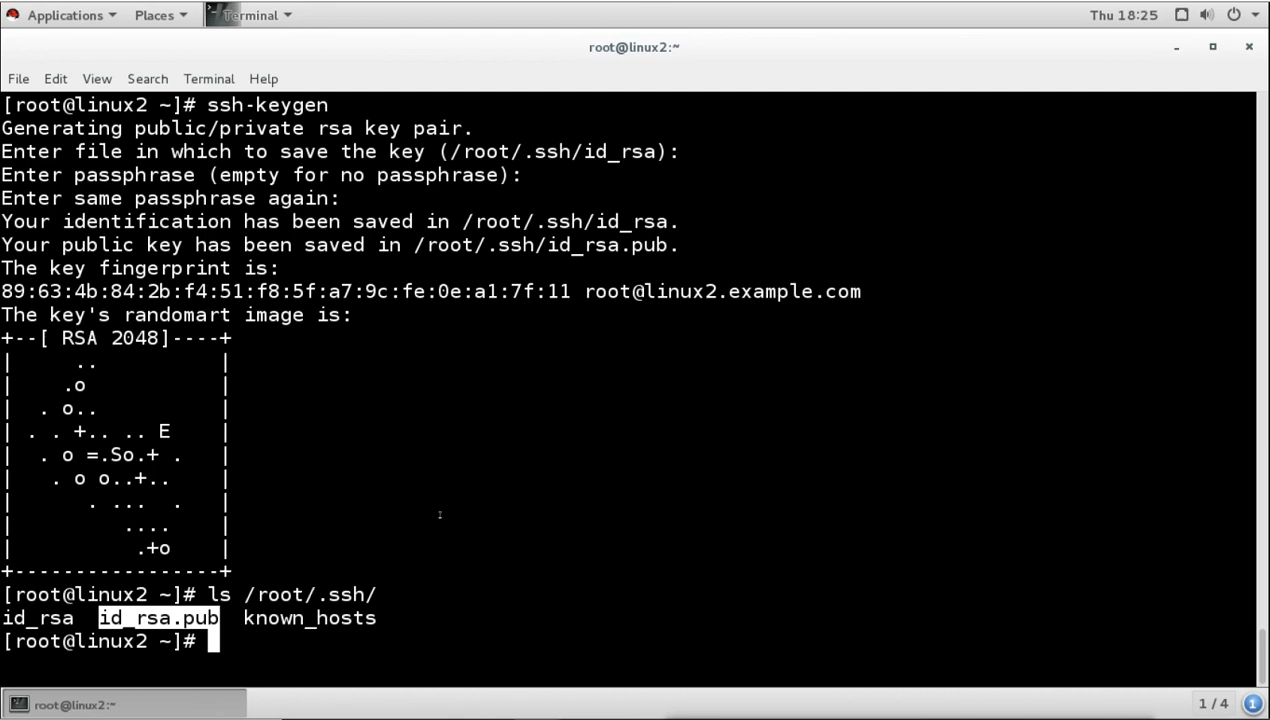 Applications Places Terminal Thu 18:25
root@linux2:~
File Edit View Search Terminal Help
[root@linux2 ~]# ssh-keygen
Generating public/private rsa key pair.
Enter file in which to save the key (/root/.ssh/id_rsa):
Enter passphrase (empty for no passphrase):
Enter same passphrase again:
Your identification has been saved in /root/.ssh/id_rsa.
Your public key has been saved in /root/.ssh/id_rsa.pub.
The key fingerprint is:
89:63:4b:84:2b:f4:51:f8:5f:a7:9c:fe:0e:a1:7f:11 root@linux2.example.com
The key's randomart image is:
+--[ RSA 2048]----+
|     ..          |
|    .o           |
|  . o..          |
| . . +.. .. E    |
|  . o =.So.+ .   |
|   . o o..+..    |
|      . ...  .   |
|         ....    |
|          .+o    |
+-----------------+
[root@linux2 ~]# ls /root/.ssh/
id_rsa  id_rsa.pub  known_hosts
[root@linux2 ~]#
root@linux2:~ 1 / 4 1